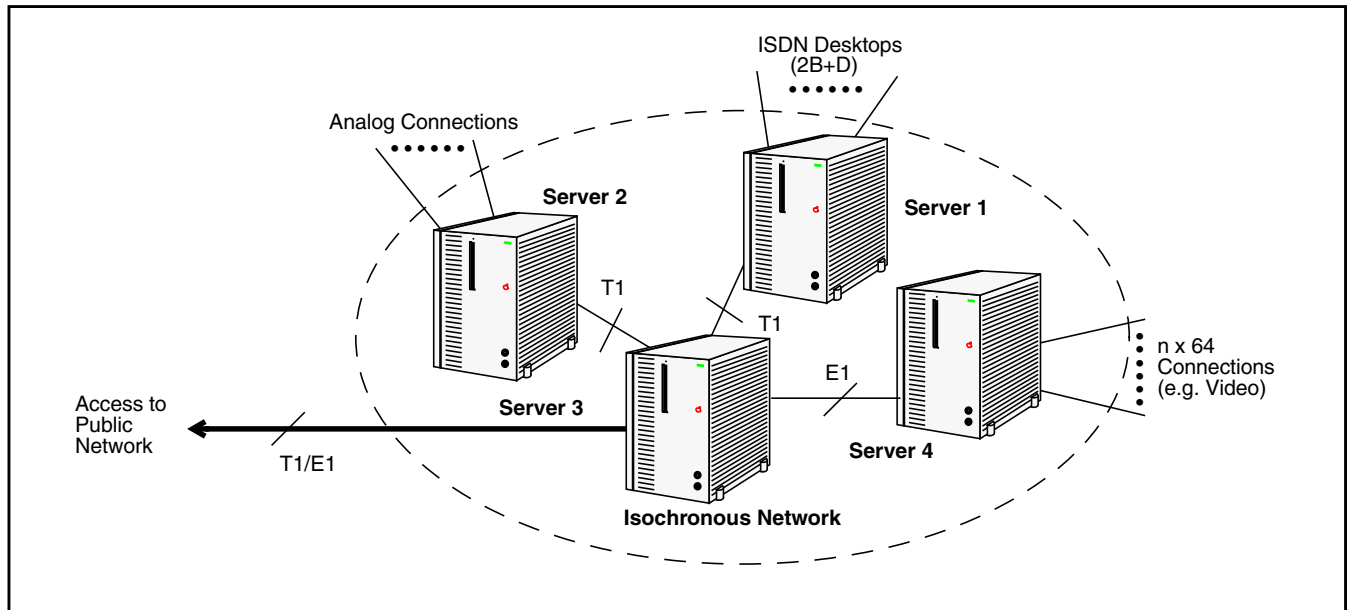 ISDN Desktops
(2B+D)
Analog Connections
Server 2
Server 1
T1
T1
n x 64
Connections
(e.g. Video)
E1
Access to
Public
Network
Server 3
Server 4
T1/E1
Isochronous Network